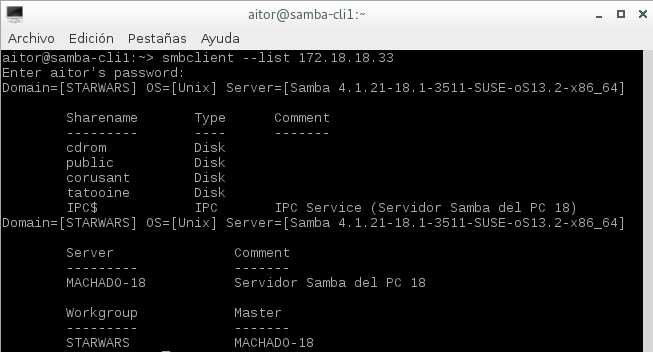 aitor@samba-cli1:~
Archivo Edición Pestañas Ayuda
aitor@samba-cli1:~> smbclient --list 172.18.18.33
Enter aitor's password:
Domain=[STARWARS] OS=[Unix] Server=[Samba 4.1.21-18.1-3511-SUSE-oS13.2-x86_64]
Sharename Type Comment
--------- ---- -------
cdrom Disk
public Disk
corusant Disk
tatooine Disk
IPC$ IPC IPC Service (Servidor Samba del PC 18)
Domain=[STARWARS] OS=[Unix] Server=[Samba 4.1.21-18.1-3511-SUSE-oS13.2-x86_64]
Server Comment
--------- -------
MACHADO-18 Servidor Samba del PC 18
Workgroup Master
--------- -------
STARWARS MACHADO-18